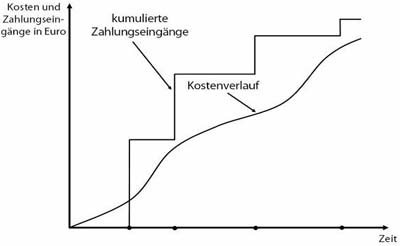 Kosten und
Zahlungsein-
gänge in Euro
kumulierte
Zahlungseingänge
Kostenverlauf
Zeit